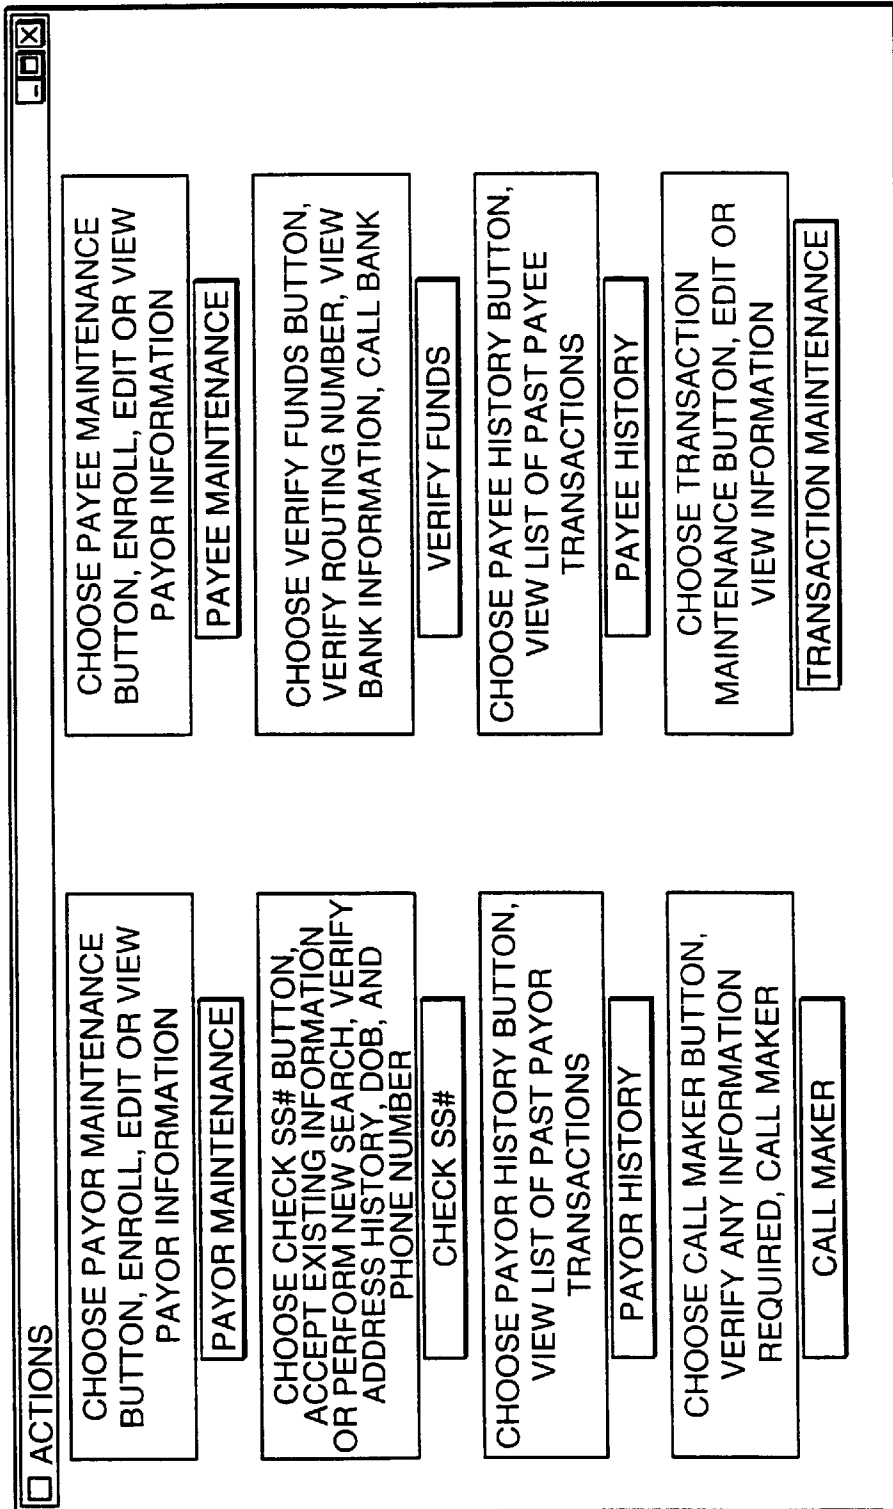 ACTIONS
CHOOSE PAYOR MAINTENANCE
BUTTON, ENROLL, EDIT OR VIEW
PAYOR INFORMATION
PAYOR MAINTENANCE
CHOOSE PAYEE MAINTENANCE
BUTTON, ENROLL, EDIT OR VIEW
PAYOR INFORMATION
PAYEE MAINTENANCE
CHOOSE CHECK SS# BUTTON,
ACCEPT EXISTING INFORMATION
OR PERFORM NEW SEARCH, VERIFY
ADDRESS HISTORY, DOB, AND
PHONE NUMBER
CHECK SS#
CHOOSE VERIFY FUNDS BUTTON,
VERIFY ROUTING NUMBER, VIEW
BANK INFORMATION, CALL BANK
VERIFY FUNDS
CHOOSE PAYOR HISTORY BUTTON,
VIEW LIST OF PAST PAYOR
TRANSACTIONS
PAYOR HISTORY
CHOOSE PAYEE HISTORY BUTTON,
VIEW LIST OF PAST PAYEE
TRANSACTIONS
PAYEE HISTORY
CHOOSE CALL MAKER BUTTON,
VERIFY ANY INFORMATION
REQUIRED, CALL MAKER
CALL MAKER
CHOOSE TRANSACTION
MAINTENANCE BUTTON, EDIT OR
VIEW INFORMATION
TRANSACTION MAINTENANCE